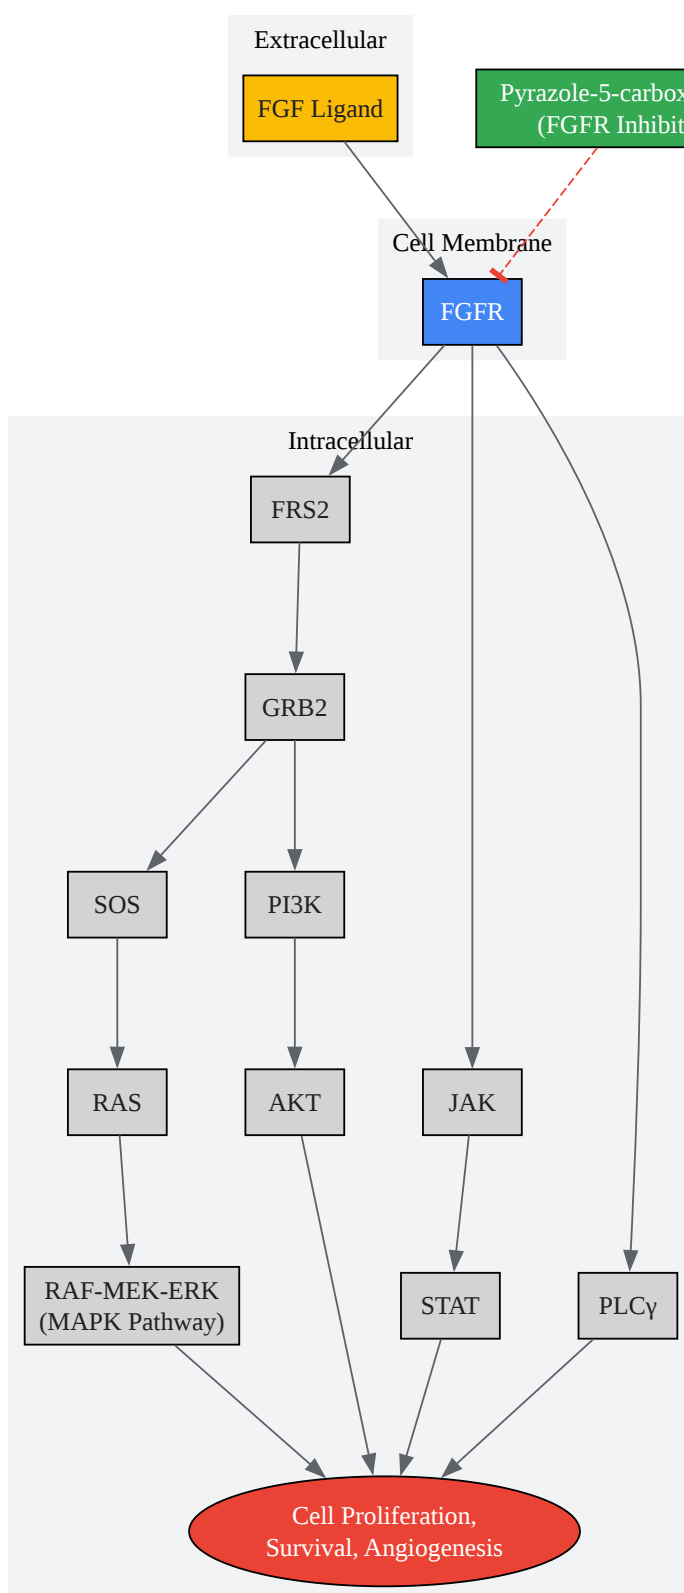 Extracellular
FGF Ligand
Pyrazole-5-carbox
(FGFR Inhibit
Cell Membrane
FGFR
Intracellular
FRS2
GRB2
SOS
PI3K
RAS
AKT
JAK
RAF-MEK-ERK
(MAPK Pathway)
STAT
PLCγ
Cell Proliferation,
Survival, Angiogenesis